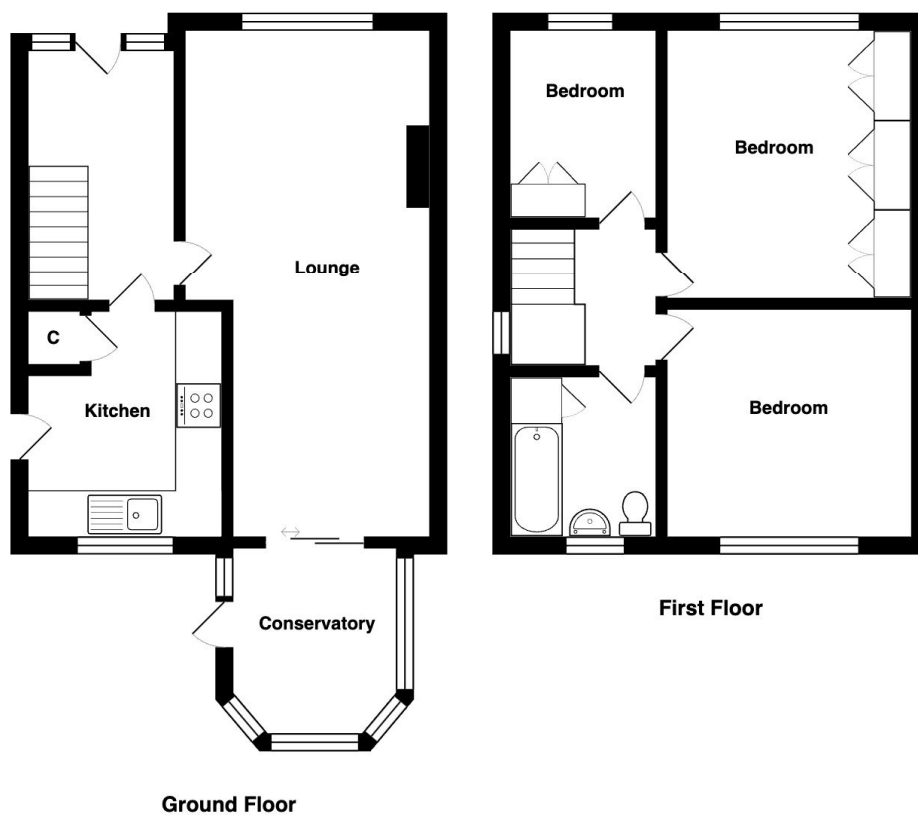 Lounge
C
Kitchen
Conservatory
Ground Floor
Bedroom
Bedroom
Bedroom
First Floor